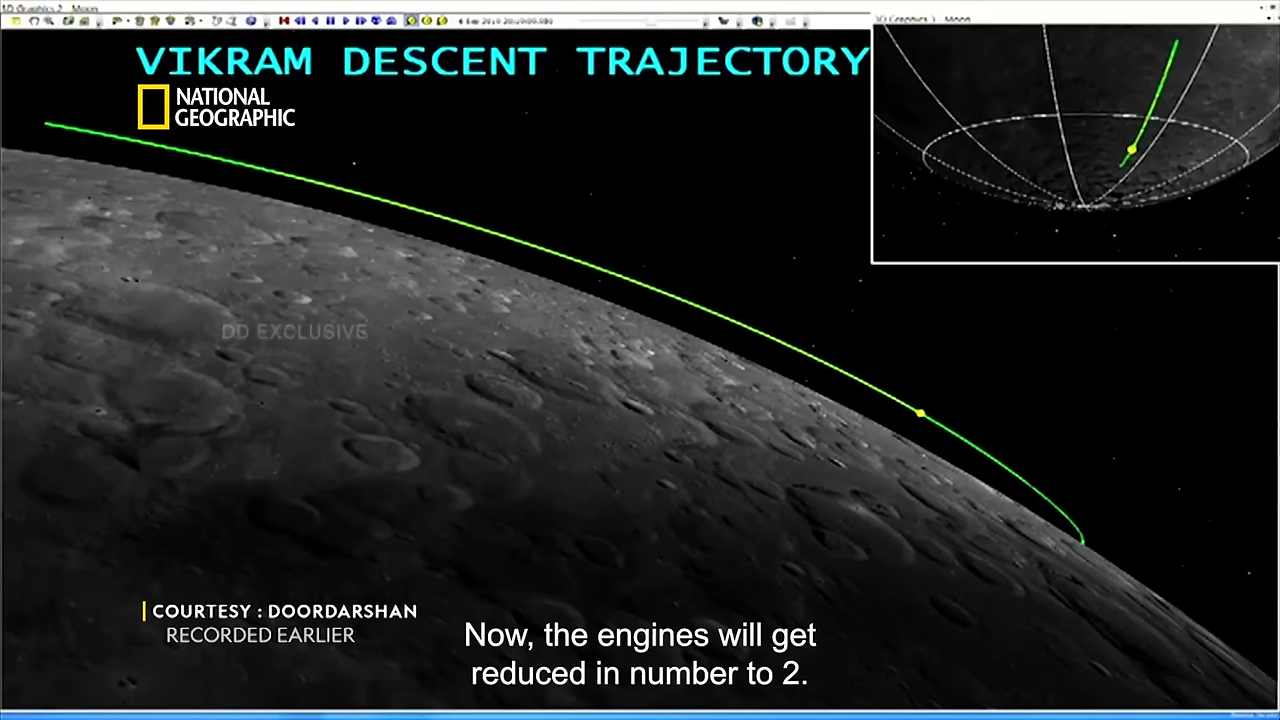 VIKRAM DESCENT TRAJECTORY
NATIONAL
GEOGRAPHIC
DD EXCLUSIVE
COURTESY : DOORDARSHAN
RECORDED EARLIER
Now, the engines will get
reduced in number to 2.